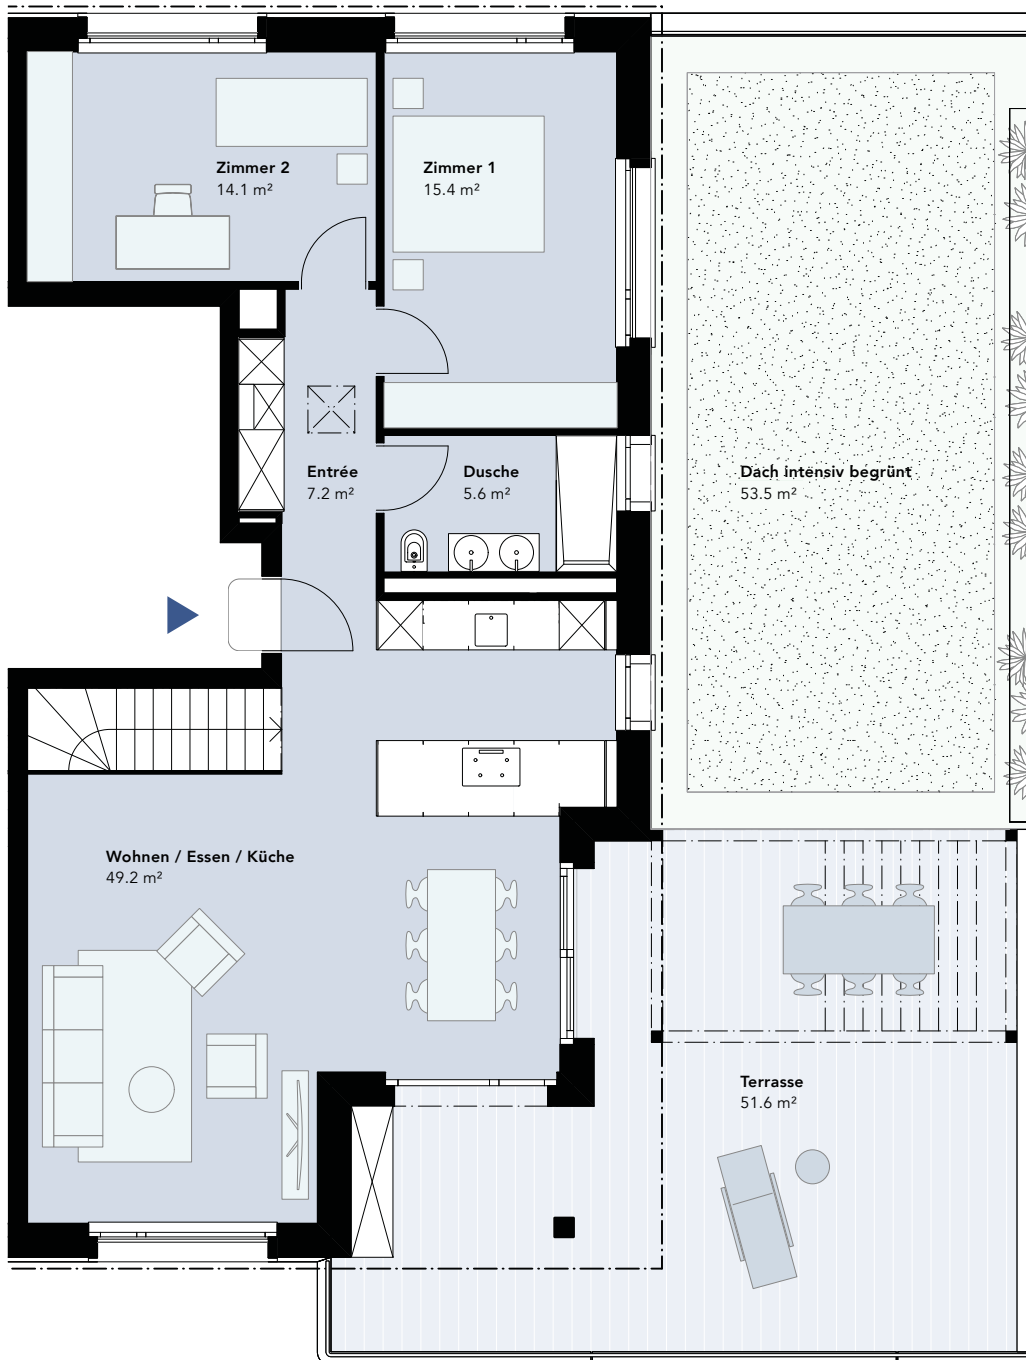 Zimmer 2
14.1 m²
Zimmer 1
15.4 m²
Entrée
7.2 m²
Dusche
5.6 m²
Dach intensiv begrünt
53.5 m²
Wohnen / Essen / Küche
49.2 m²
Terrasse
51.6 m²